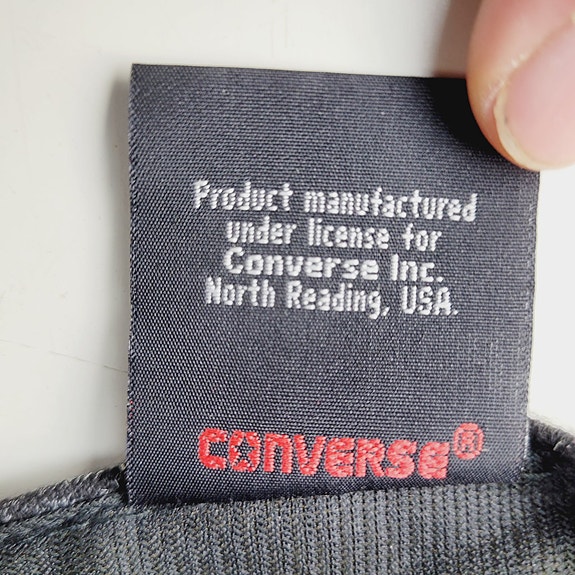 Product manufactured
under license for
Converse Inc.
North Reading, USA.
CONVERSE®